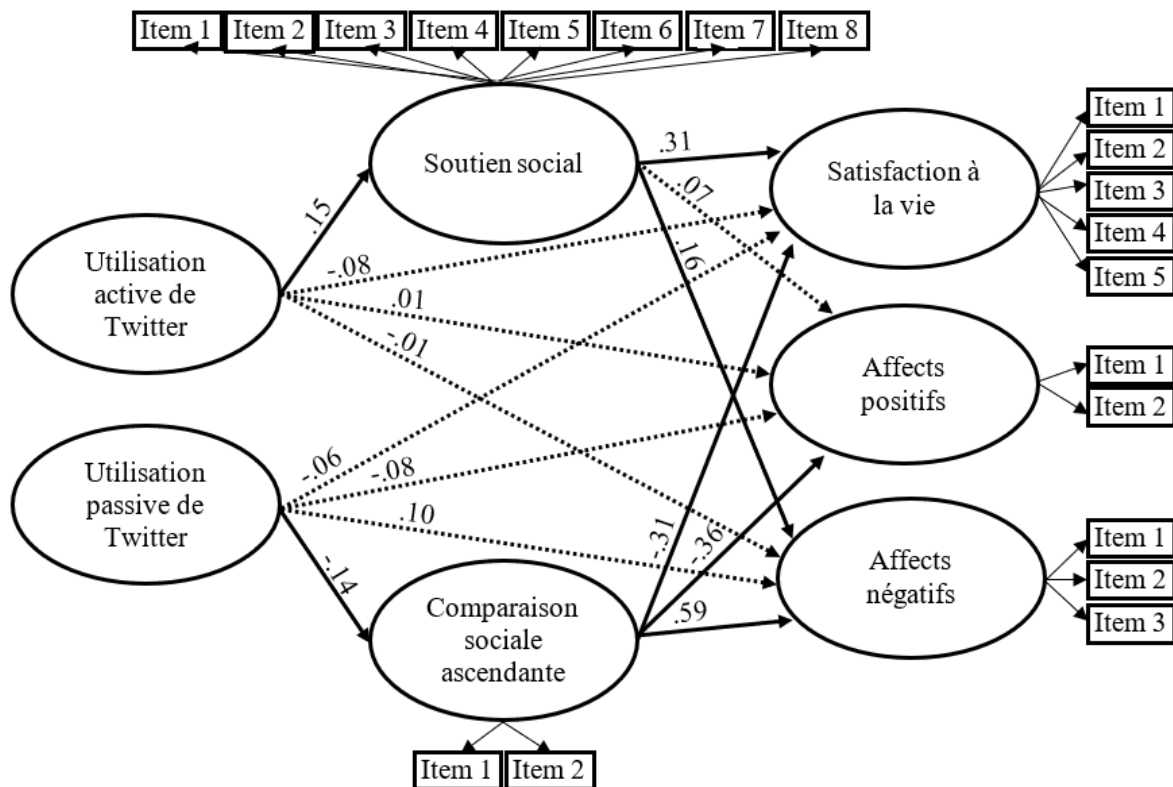 Item 1 Item 2 Item 3 Item 4 Item 5 Item 6 Item 7 Item 8
Soutien social
.31
.07
.16
Satisfaction à
la vie
Item 1
Item 2
Item 3
Item 4
Item 5
.15
Utilisation
active de
Twitter
-.08
.01
-.01
Affects
positifs
Item 1
Item 2
Utilisation
passive de
Twitter
-.06
-.08
.10
-.14
Comparaison
sociale
ascendante
-.31
-.36
.59
Affects
négatifs
Item 1
Item 2
Item 3
Item 1 Item 2